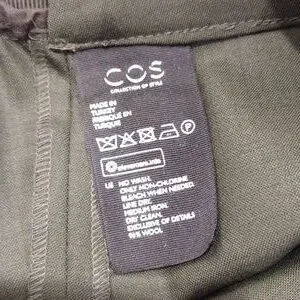 COS
COLLECTION OF STYLE
MADE IN
TURKEY
FABRIQUÉ EN
TURQUIE
P
US NO WASH.
ONLY NON-CHLORINE
BLEACH WHEN NEEDED.
LINE DRY.
MEDIUM IRON.
DRY CLEAN.
EXCLUSIVE OF DETAILS
WOOL